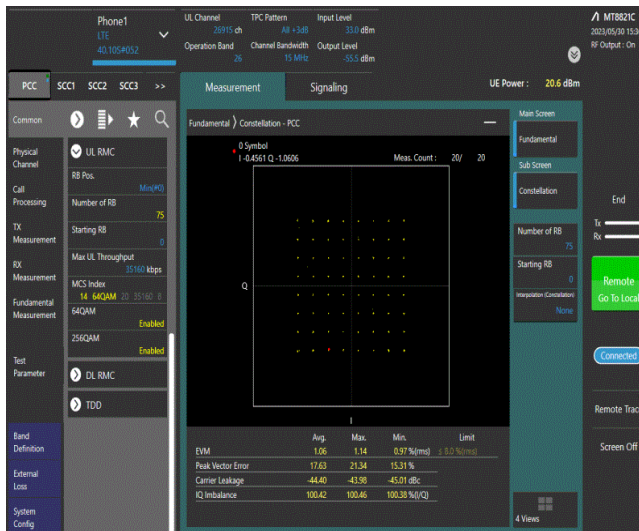 Phone1
LTE
40.10S#052
UL Channel
26915 ch
TPC Pattern
All +3dB
Input Level
33.0 dBm
Operation Band
26
Channel Bandwidth
15 MHz
Output Level
-55.5 dBm
MT8821C
2023/05/30 15:3
RF Output : On
PCC SCC1 SCC2 SCC3 >>
Measurement
Signaling
UE Power : 20.6 dBm
Common
Physical
Channel
Call
Processing
TX
Measurement
RX
Measurement
Fundamental
Measurement
Test
Parameter
Band
Definition
External
Loss
System
Config
UL RMC
RB Pos.
Min(#0)
Number of RB
75
Starting RB
0
Max UL Throughput
35160 kbps
MCS Index
14 64QAM 20 35160 8
64QAM
Enabled
256QAM
Enabled
DL RMC
TDD
Fundamental > Constellation - PCC
0 Symbol
I -0.4561 Q -1.0606
Meas. Count : 20/ 20
Q
I
Avg. Max. Min. Limit
EVM 1.06 1.14 0.97 %(rms) ≤ 8.0 %(rms)
Peak Vector Error 17.63 21.34 15.31 %
Carrier Leakage -44.40 -43.98 -45.01 dBc
IQ Imbalance 100.42 100.46 100.38 %(I/Q)
Main Screen
Fundamental
Sub Screen
Constellation
Number of RB
75
Starting RB
0
Interpolation (Constellation)
None
4 Views
End
Tx
Rx
Remote
Go To Local
Connected
Remote Trac
Screen Off